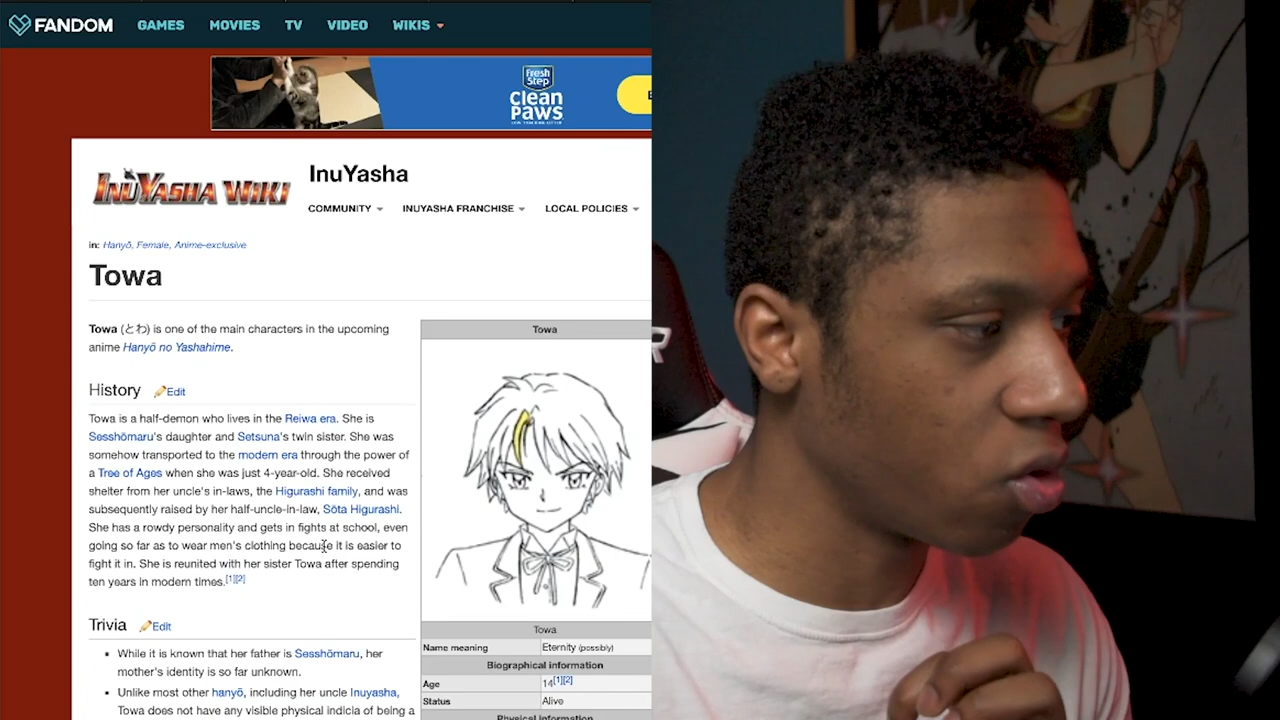 FANDOM GAMES MOVIES TV VIDEO WIKIS
Fresh Step
Clean Paws
INUYASHA WIKI
InuYasha
COMMUNITY INUYASHA FRANCHISE LOCAL POLICIES
in: Hanyō, Female, Anime-exclusive
Towa
Towa (とわ) is one of the main characters in the upcoming
anime Hanyō no Yashahime.
History Edit
Towa is a half-demon who lives in the Reiwa era. She is
Sesshōmaru's daughter and Setsuna's twin sister. She was
somehow transported to the modern era through the power of
a Tree of Ages when she was just 4-year-old. She received
shelter from her uncle's in-laws, the Higurashi family, and was
subsequently raised by her half-uncle-in-law, Sōta Higurashi.
She has a rowdy personality and gets in fights at school, even
going so far as to wear men's clothing because it is easier to
fight it in. She is reunited with her sister Towa after spending
ten years in modern times.[1][2]
Trivia Edit
While it is known that her father is Sesshōmaru, her
mother's identity is so far unknown.
Unlike most other hanyō, including her uncle Inuyasha,
Towa does not have any visible physical indicia of being a
Towa
Towa
Name meaning Eternity (possibly)
Biographical information
Age 14[1][2]
Status Alive
Physical information
R